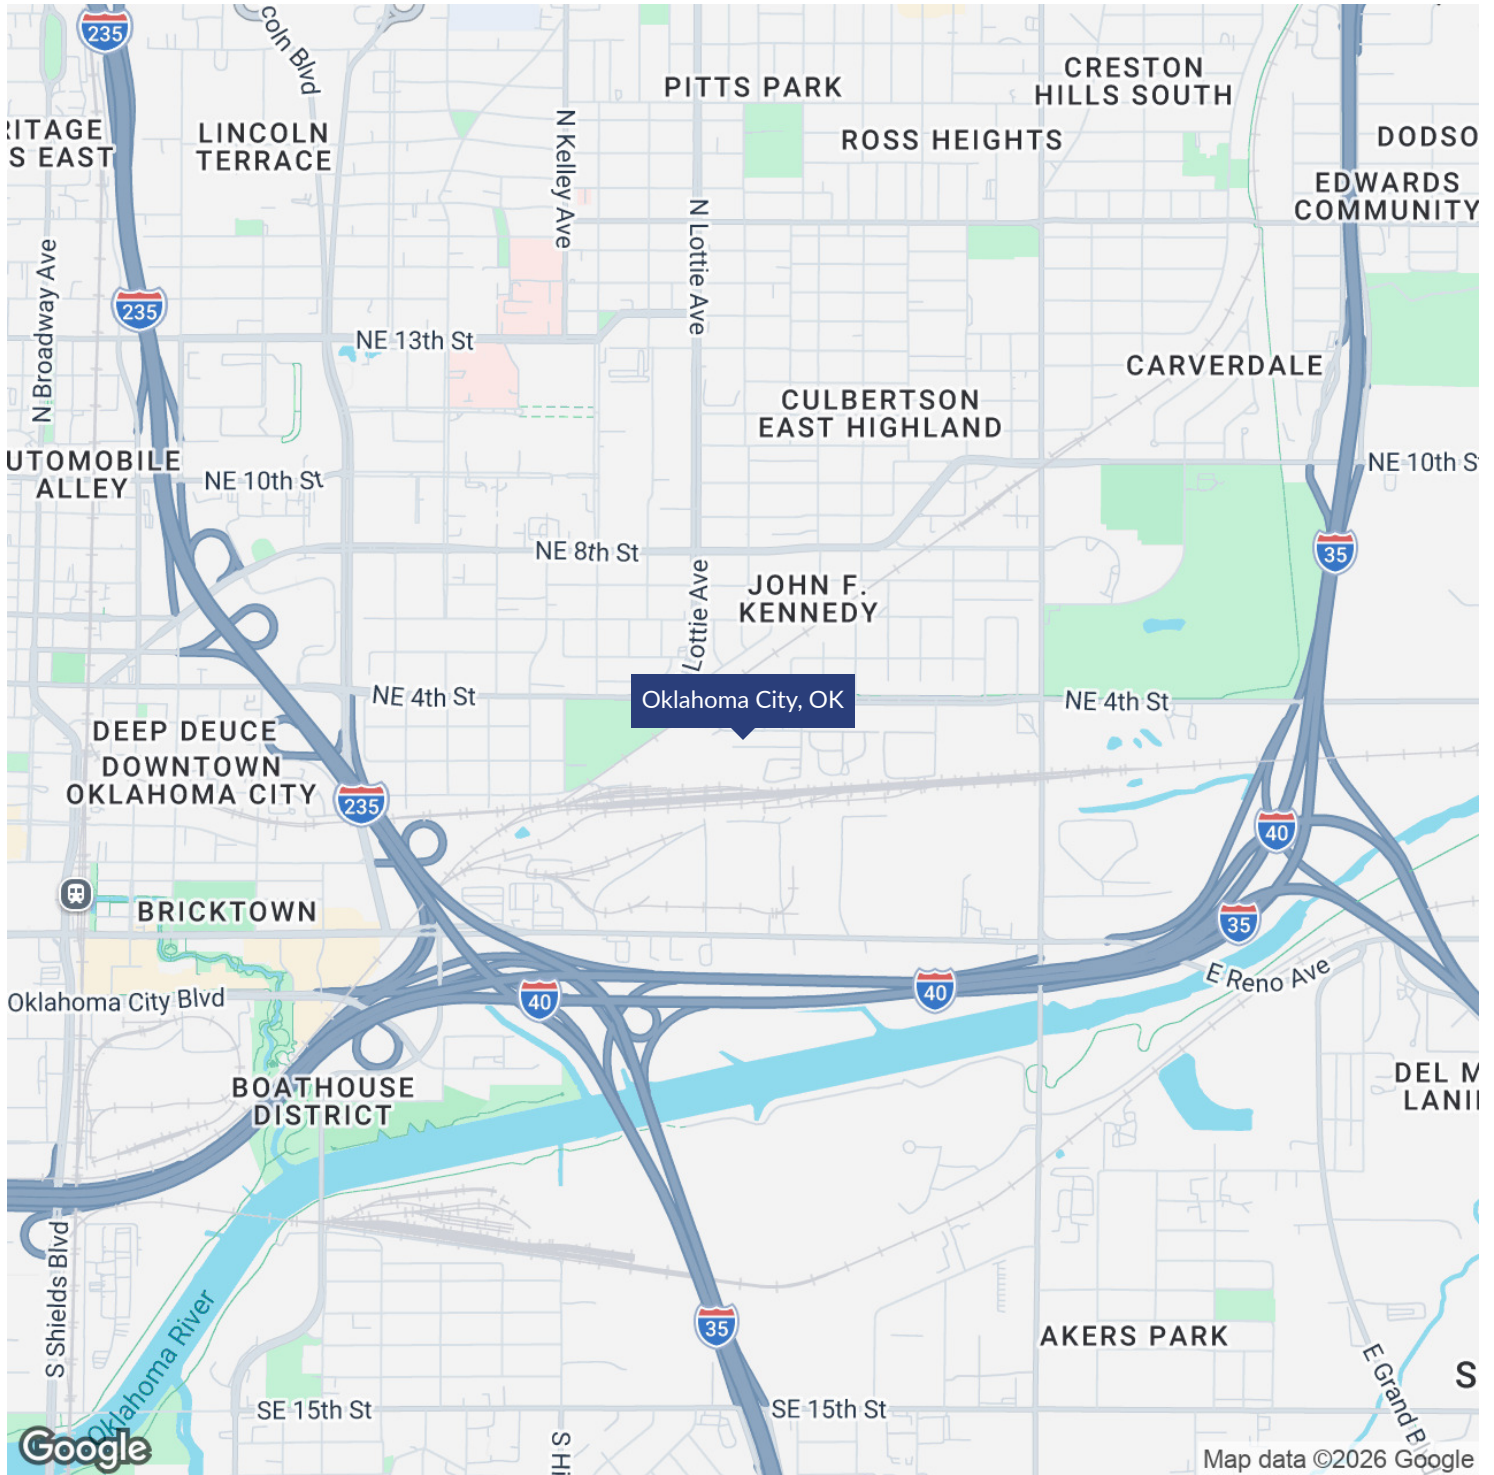 235
coln Blvd
PITTS PARK
CRESTON
HILLS SOUTH
RITAGE
S EAST
LINCOLN
TERRACE
N Kelley Ave
ROSS HEIGHTS
DODSO
EDWARDS
COMMUNITY
N Broadway Ave
N Lottie Ave
235
NE 13th St
CARVERDALE
CULBERTSON
EAST HIGHLAND
UTOMOBILE
ALLEY
NE 10th St
NE 10th S
NE 8th St
35
Lottie Ave
JOHN F.
KENNEDY
NE 4th St
Oklahoma City, OK
NE 4th St
DEEP DEUCE
DOWNTOWN
OKLAHOMA CITY
235
40
BRICKTOWN
35
E Reno Ave
Oklahoma City Blvd
40
40
BOATHOUSE
DISTRICT
DEL M
LANI
S Shields Blvd
Oklahoma River
35
AKERS PARK
E Grand B
S
SE 15th St
SE 15th St
S Hi
Google
Map data ©2026 Google